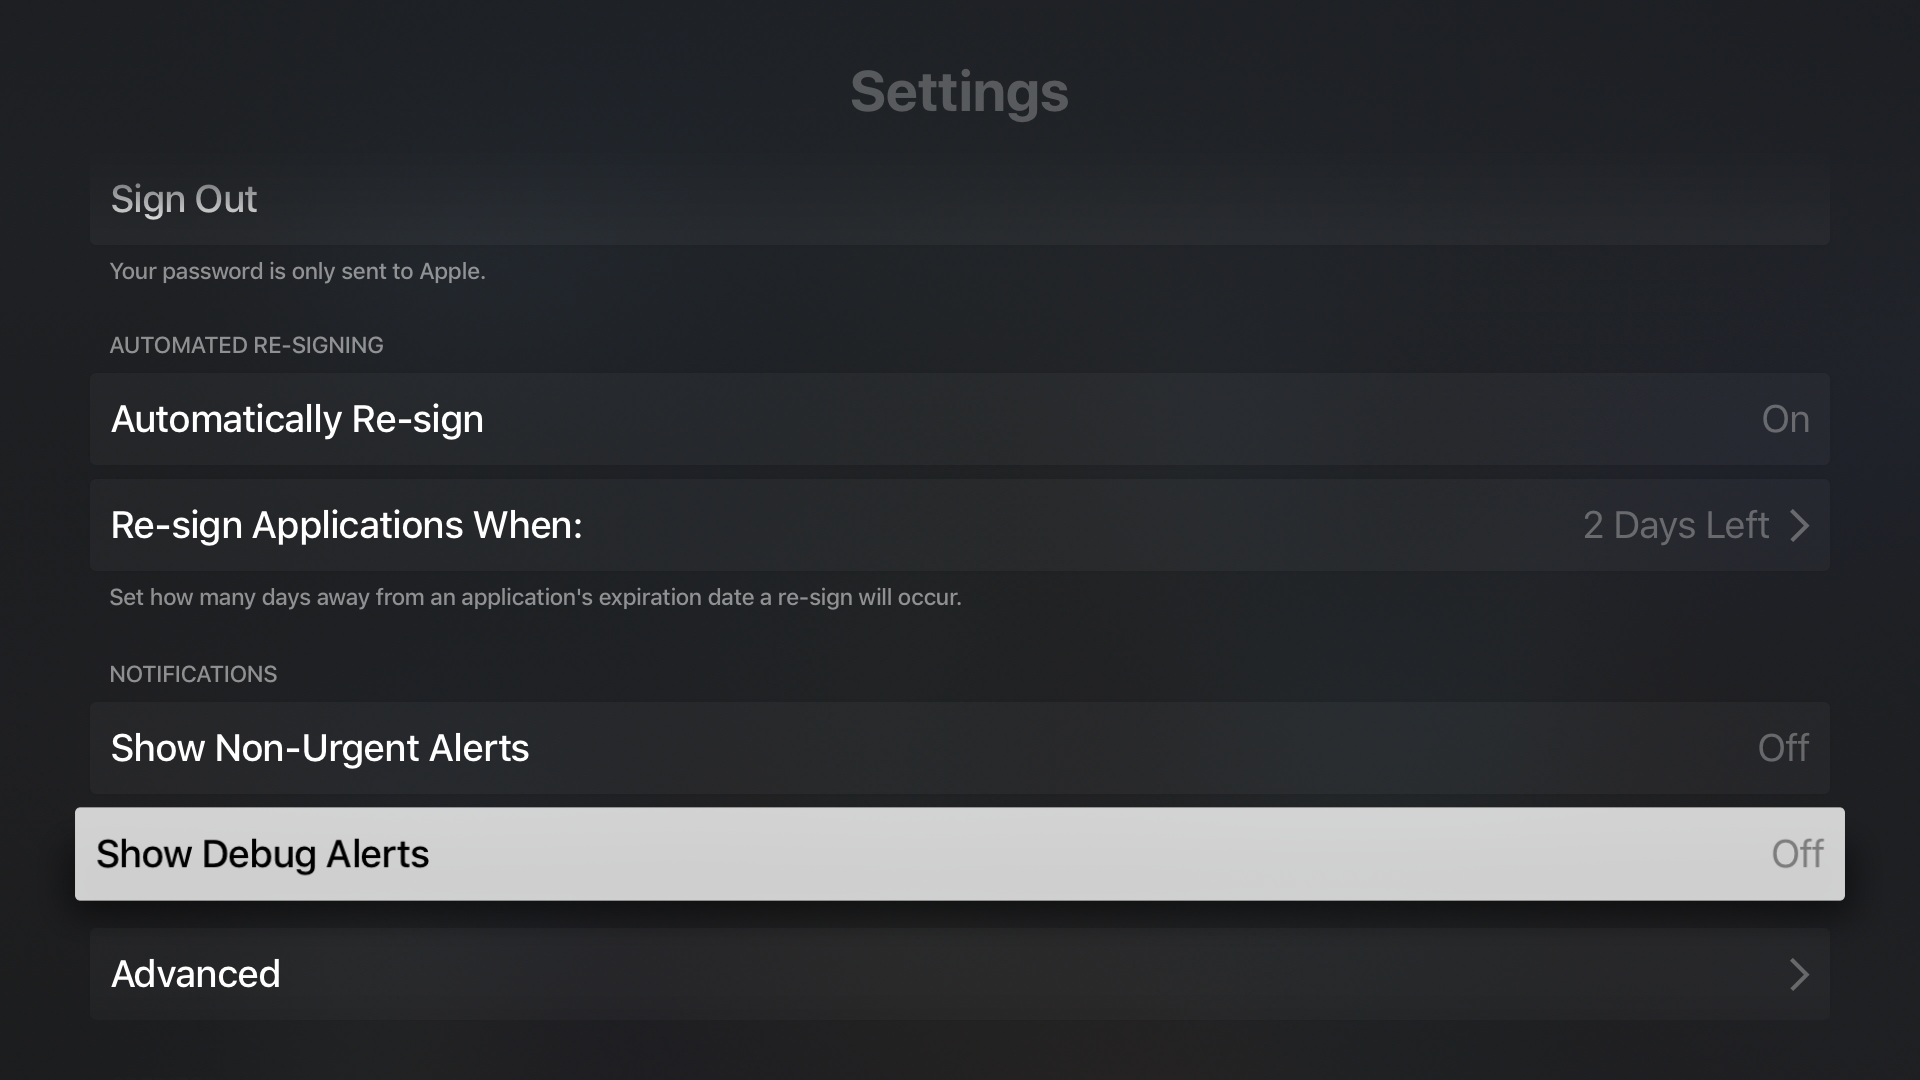 Settings
Sign Out
Your password is only sent to Apple.
AUTOMATED RE-SIGNING
Automatically Re-sign On
Re-sign Applications When: 2 Days Left
Set how many days away from an application's expiration date a re-sign will occur.
NOTIFICATIONS
Show Non-Urgent Alerts Off
Show Debug Alerts Off
Advanced